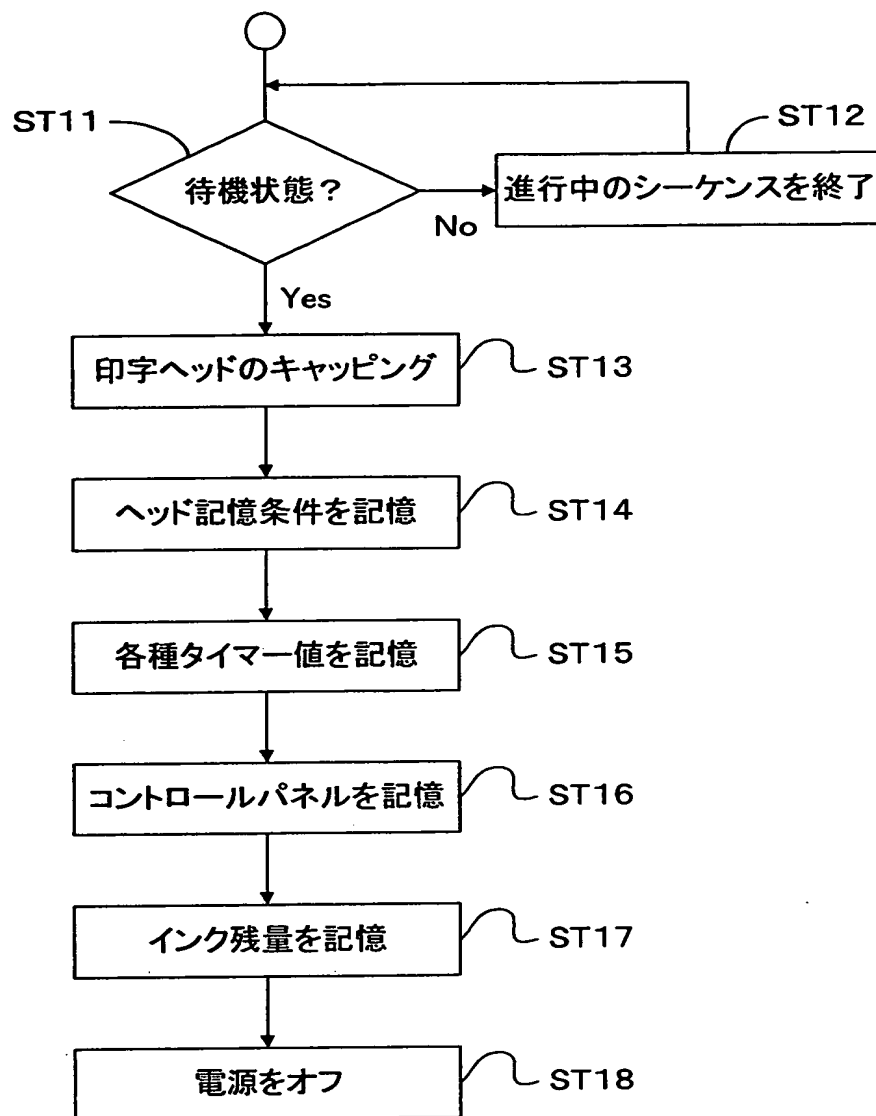 ST11
ST12
待機状態？
進行中のシーケンスを終了
No
Yes
印字ヘッドのキャッピング
ST13
ヘッド記憶条件を記憶
ST14
各種タイマー値を記憶
ST15
コントロールパネルを記憶
ST16
インク残量を記憶
ST17
電源をオフ
ST18